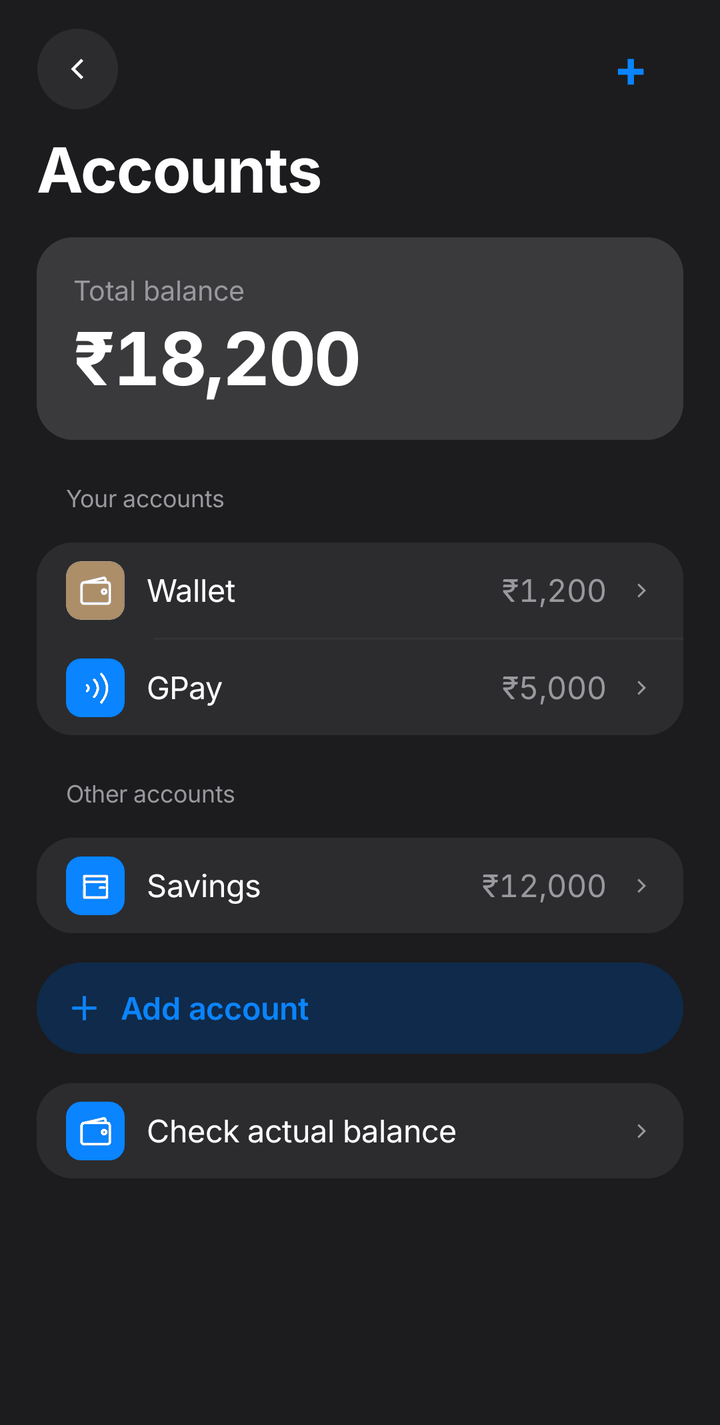 Accounts
Total balance
₹18,200
Your accounts
Wallet ₹1,200
GPay ₹5,000
Other accounts
Savings ₹12,000
Add account
Check actual balance